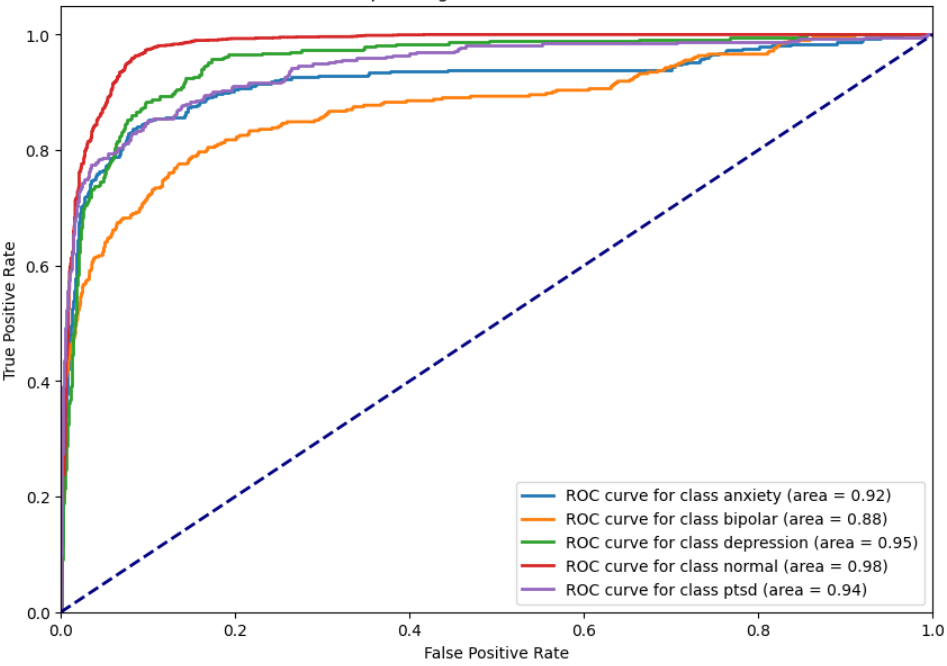 1.0
0.8
0.6
0.4
0.2
0.0
True Positive Rate
ROC curve for class anxiety (area = 0.92)
ROC curve for class bipolar (area = 0.88)
ROC curve for class depression (area = 0.95)
ROC curve for class normal (area = 0.98)
ROC curve for class ptsd (area = 0.94)
0.0 0.2 0.4 0.6 0.8 1.0
False Positive Rate